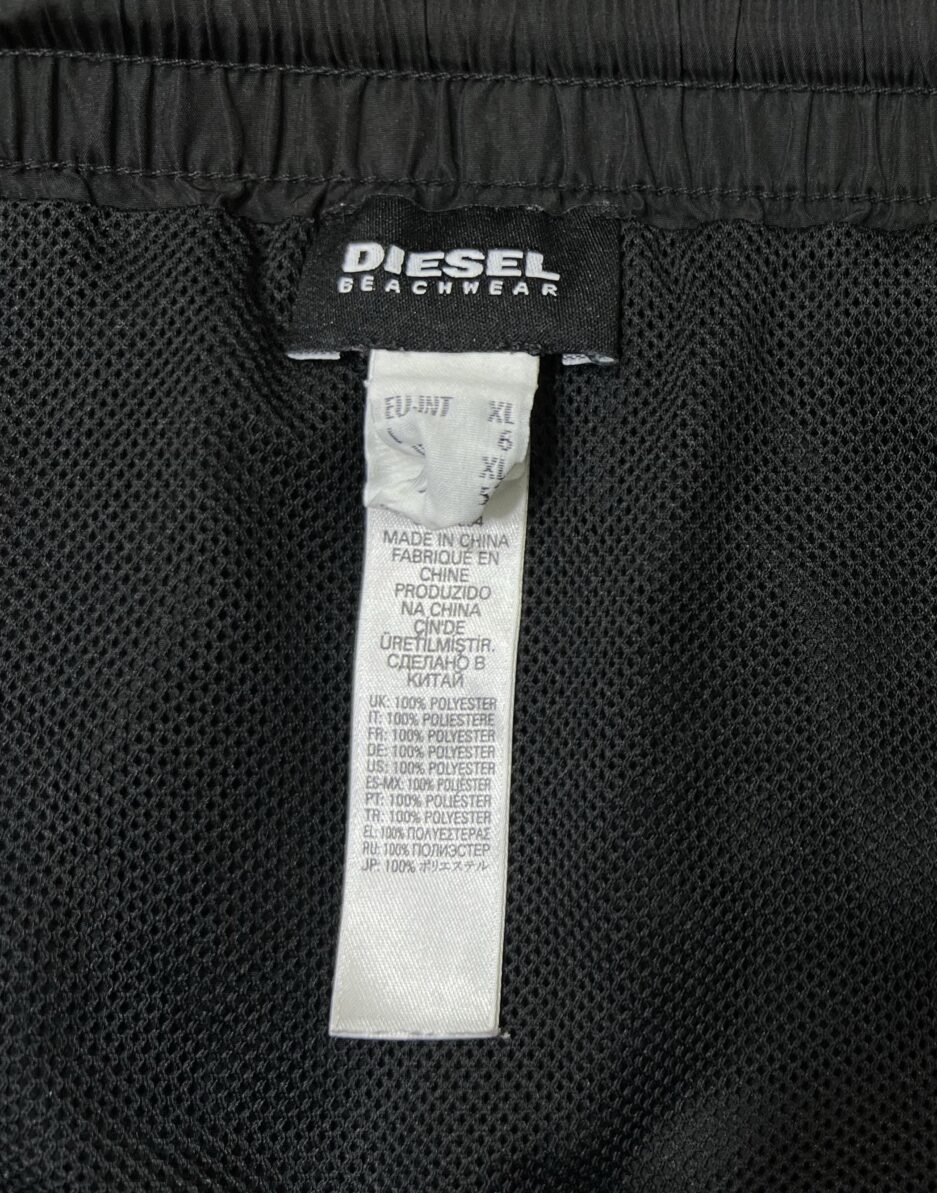 DIESEL
BEACHWEAR
EU-INT XL
MADE IN CHINA
FABRIQUÉ EN
CHINE
PRODUZIDO
NA CHINA
ÇİN'DE
ÜRETİLMİŞTİR.
СДЕЛАНО В
КИТАЙ
UK: 100% POLYESTER
IT: 100% POLIESTERE
FR: 100% POLYESTER
DE: 100% POLYESTER
US: 100% POLYESTER
ES-MX: 100% POLIÉSTER
PT: 100% POLIÉSTER
TR: 100% POLYESTER
EL: 100% ΠΟΛΥΕΣΤΕΡΑΣ
RU: 100% ПОЛИЭСТЕР
JP: 100% ポリエステル